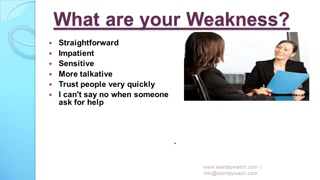 What are your Weakness?
Straightforward
Impatient
Sensitive
More talkative
Trust people very quickly
I can't say no when someone
ask for help
www.learnbywatch.com |
info@learnbywach.com